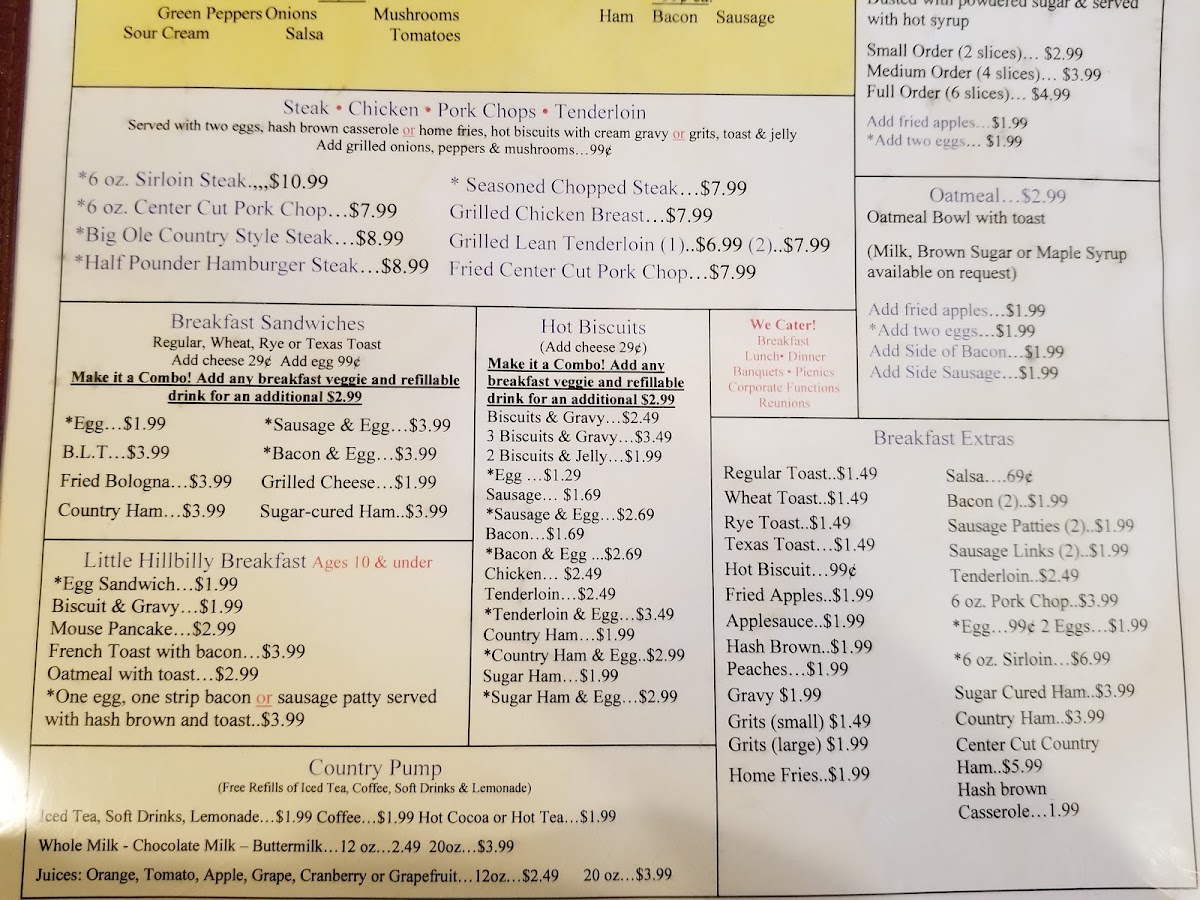 Green Peppers Onions Mushrooms
Sour Cream Salsa Tomatoes
Ham Bacon Sausage
Steak • Chicken • Pork Chops • Tenderloin
Served with two eggs, hash brown casserole or home fries, hot biscuits with cream gravy or grits, toast & jelly
Add grilled onions, peppers & mushrooms...99¢
*6 oz. Sirloin Steak.,,,$10.99
*6 oz. Center Cut Pork Chop...$7.99
*Big Ole Country Style Steak...$8.99
*Half Pounder Hamburger Steak...$8.99
* Seasoned Chopped Steak...$7.99
Grilled Chicken Breast...$7.99
Grilled Lean Tenderloin (1)..$6.99 (2)..$7.99
Fried Center Cut Pork Chop...$7.99
Dusted with powdered sugar & served
with hot syrup
Small Order (2 slices)... $2.99
Medium Order (4 slices)... $3.99
Full Order (6 slices)... $4.99
Add fried apples...$1.99
*Add two eggs... $1.99
Oatmeal...$2.99
Oatmeal Bowl with toast
(Milk, Brown Sugar or Maple Syrup
available on request)
Add fried apples...$1.99
*Add two eggs...$1.99
Add Side of Bacon...$1.99
Add Side Sausage...$1.99
Breakfast Sandwiches
Regular, Wheat, Rye or Texas Toast
Add cheese 29¢ Add egg 99¢
Make it a Combo! Add any breakfast veggie and refillable
drink for an additional $2.99
*Egg...$1.99
B.L.T...$3.99
Fried Bologna...$3.99
Country Ham...$3.99
*Sausage & Egg...$3.99
*Bacon & Egg...$3.99
Grilled Cheese...$1.99
Sugar-cured Ham..$3.99
Little Hillbilly Breakfast Ages 10 & under
*Egg Sandwich...$1.99
Biscuit & Gravy...$1.99
Mouse Pancake...$2.99
French Toast with bacon...$3.99
Oatmeal with toast...$2.99
*One egg, one strip bacon or sausage patty served
with hash brown and toast..$3.99
Hot Biscuits
(Add cheese 29¢)
Make it a Combo! Add any
breakfast veggie and refillable
drink for an additional $2.99
Biscuits & Gravy...$2.49
3 Biscuits & Gravy...$3.49
2 Biscuits & Jelly...$1.99
*Egg ...$1.29
Sausage... $1.69
*Sausage & Egg...$2.69
Bacon...$1.69
*Bacon & Egg ...$2.69
Chicken... $2.49
Tenderloin...$2.49
*Tenderloin & Egg...$3.49
Country Ham...$1.99
*Country Ham & Egg..$2.99
Sugar Ham...$1.99
*Sugar Ham & Egg...$2.99
We Cater!
Breakfast
Lunch• Dinner
Banquets • Picnics
Corporate Functions
Reunions
Breakfast Extras
Regular Toast..$1.49
Wheat Toast..$1.49
Rye Toast..$1.49
Texas Toast...$1.49
Hot Biscuit...99¢
Fried Apples..$1.99
Applesauce..$1.99
Hash Brown..$1.99
Peaches...$1.99
Gravy $1.99
Grits (small) $1.49
Grits (large) $1.99
Home Fries..$1.99
Salsa....69¢
Bacon (2)..$1.99
Sausage Patties (2)..$1.99
Sausage Links (2)..$1.99
Tenderloin..$2.49
6 oz. Pork Chop..$3.99
*Egg...99¢ 2 Eggs...$1.99
*6 oz. Sirloin...$6.99
Sugar Cured Ham..$3.99
Country Ham..$3.99
Center Cut Country
Ham..$5.99
Hash brown
Casserole...1.99
Country Pump
(Free Refills of Iced Tea, Coffee, Soft Drinks & Lemonade)
Iced Tea, Soft Drinks, Lemonade...$1.99 Coffee...$1.99 Hot Cocoa or Hot Tea...$1.99
Whole Milk - Chocolate Milk – Buttermilk...12 oz...2.49 20oz...$3.99
Juices: Orange, Tomato, Apple, Grape, Cranberry or Grapefruit...12oz...$2.49 20 oz...$3.99